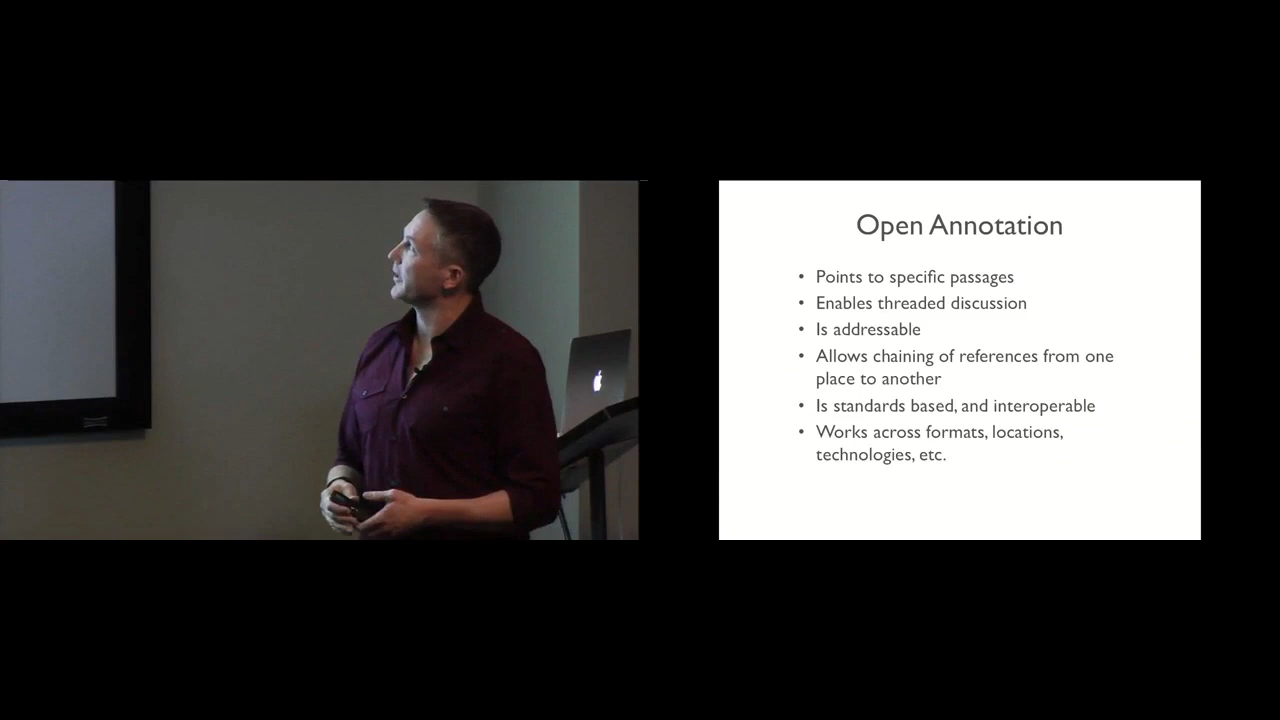 Open Annotation
• Points to specific passages
• Enables threaded discussion
• Is addressable
• Allows chaining of references from one
place to another
• Is standards based, and interoperable
• Works across formats, locations,
technologies, etc.